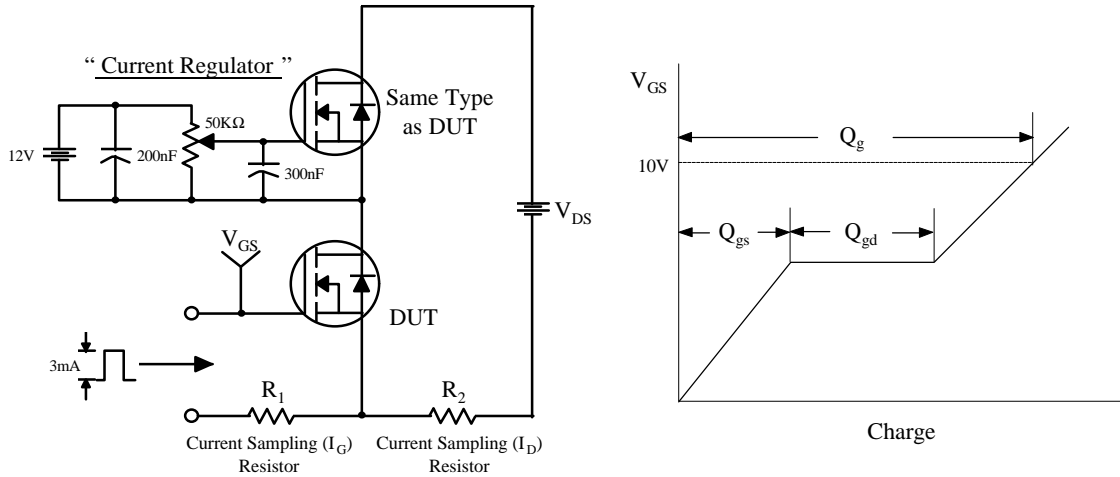 “ Current Regulator ”
Same Type
as DUT
50KΩ
12V
200nF
300nF
V_DS
V_GS
DUT
3mA
R_1
R_2
Current Sampling (I_G)
Resistor
Current Sampling (I_D)
Resistor
V_GS
Q_g
10V
Q_gs
Q_gd
Charge